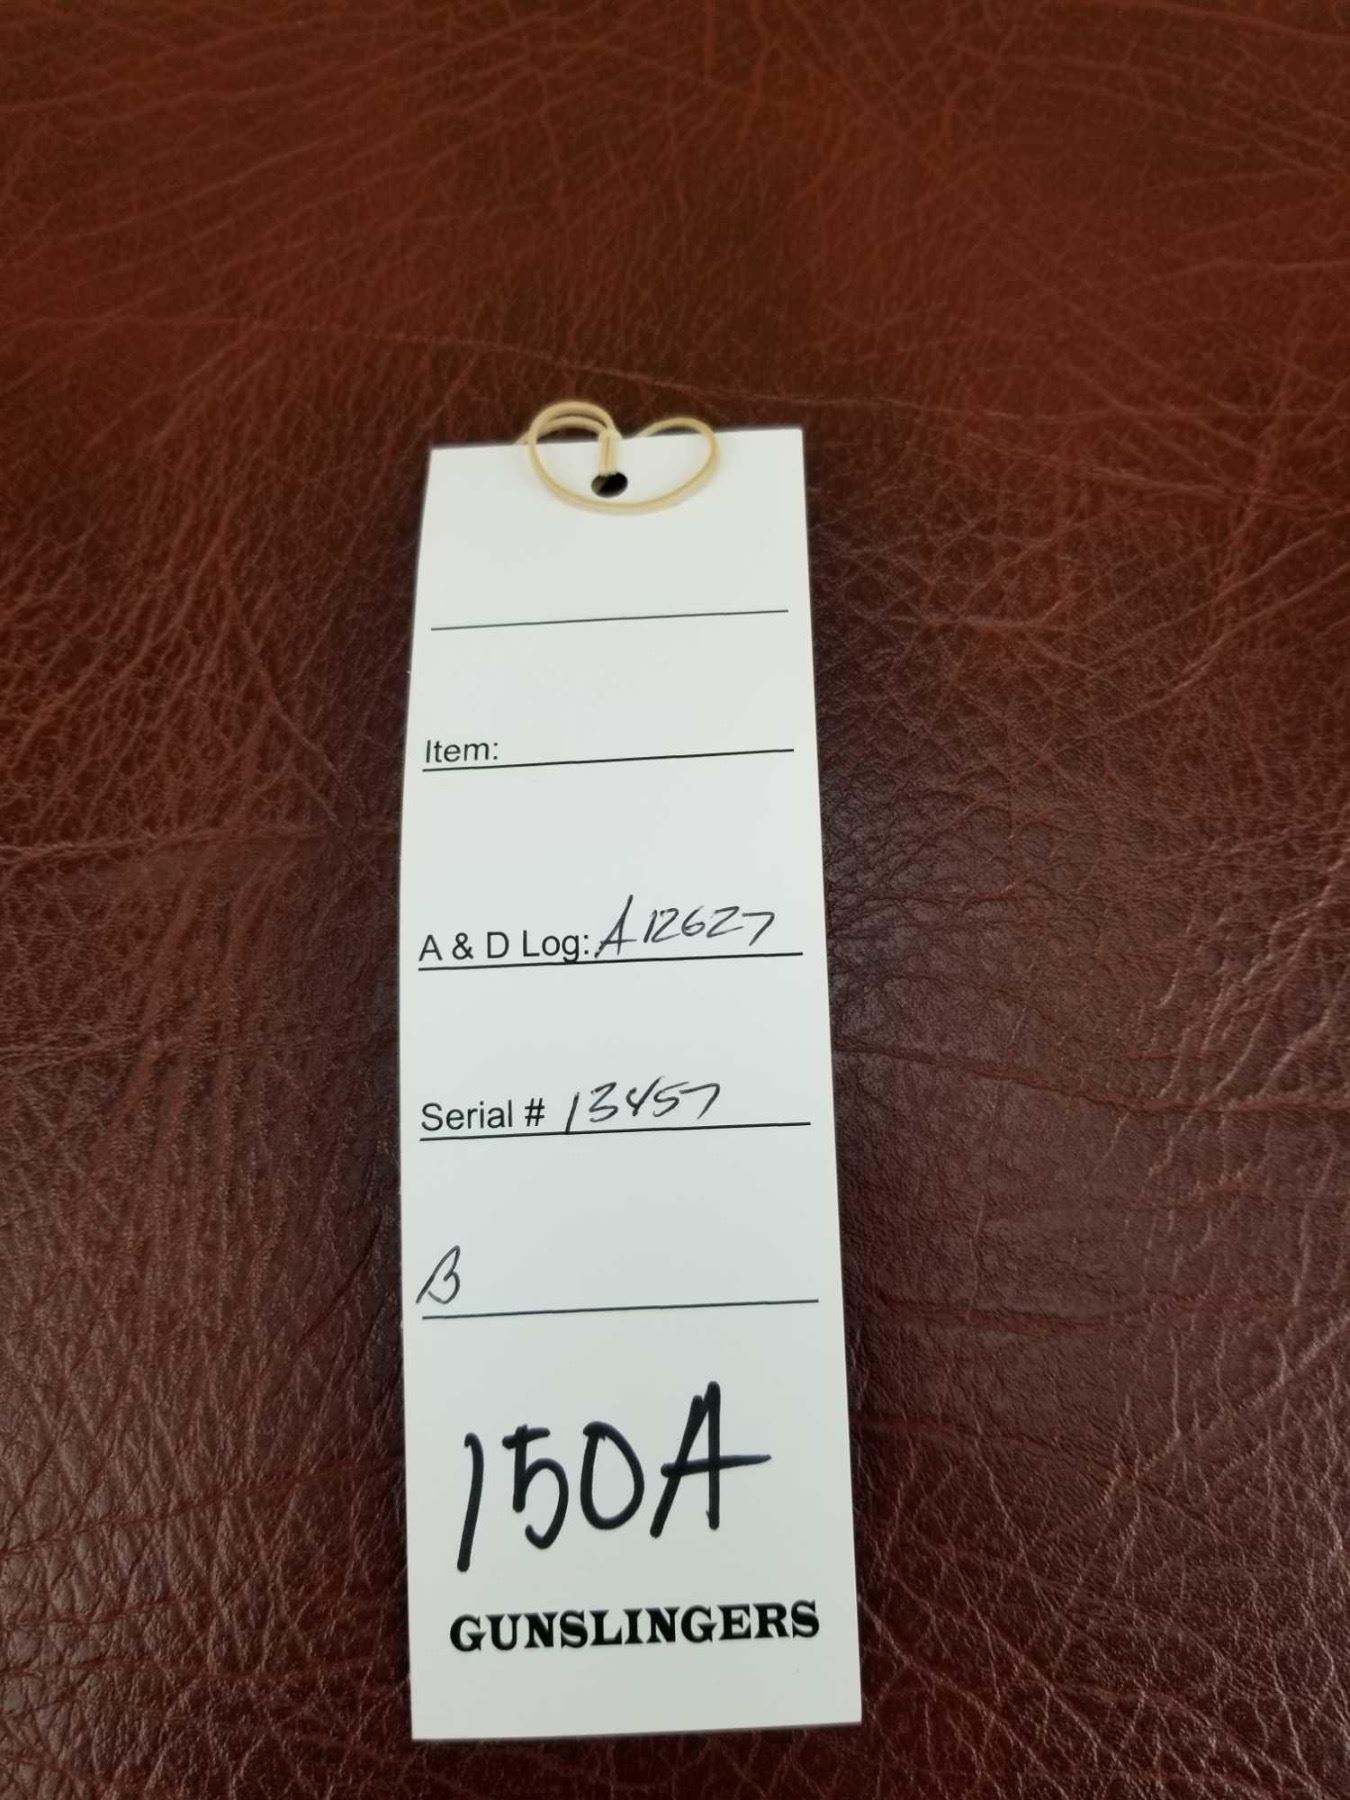 Item:
A & D Log: A12627
Serial # 13457
B
150A
GUNSLINGERS